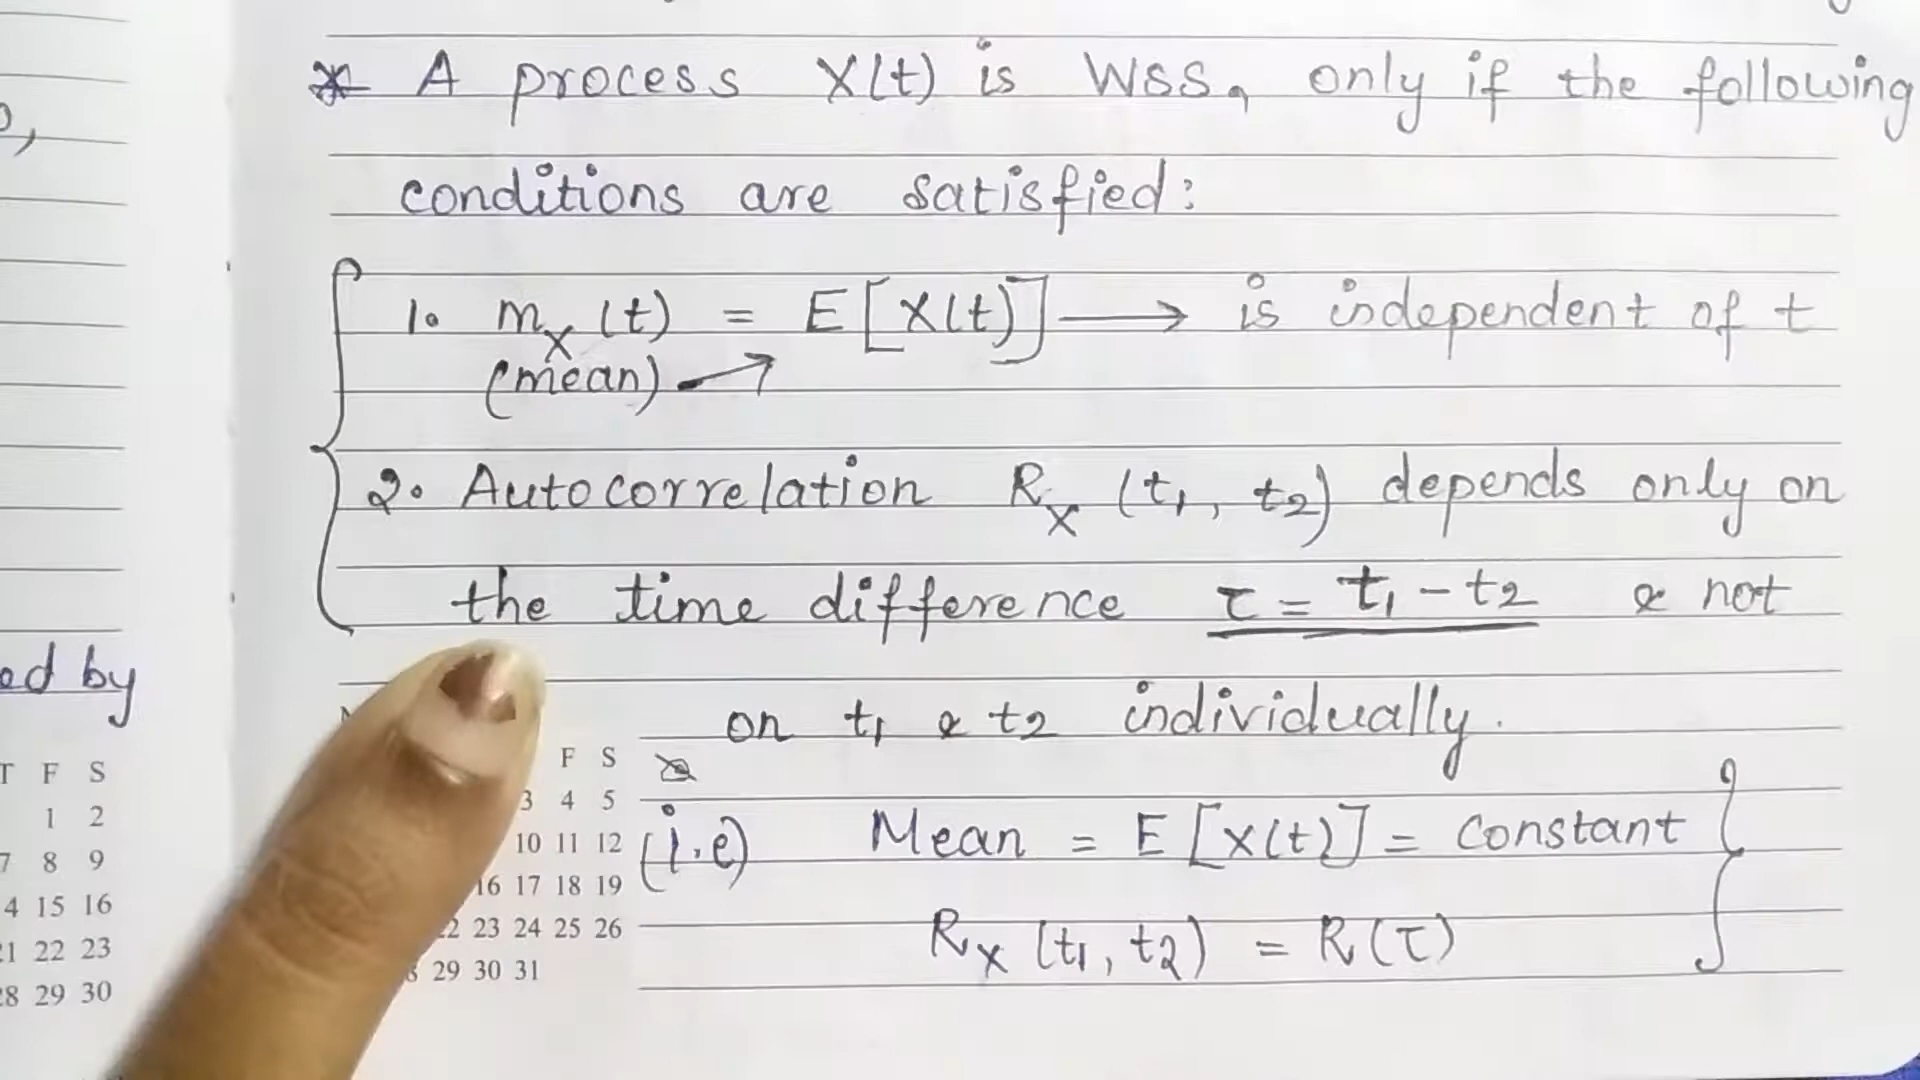 * A process X(t) is WSS, only if the following
conditions are satisfied:
1. m_X (t) = E[X(t)] → is independent of t
(mean) →
2. Autocorrelation R_X (t1, t2) depends only on
the time difference τ = t1 - t2 & not
on t1 & t2 individually.
(i.e) Mean = E[X(t)] = Constant
R_X (t1, t2) = R(τ)
ed by
T F S
1 2
7 8 9
4 15 16
21 22 23
28 29 30
F S
3 4 5
10 11 12
16 17 18 19
22 23 24 25 26
29 30 31